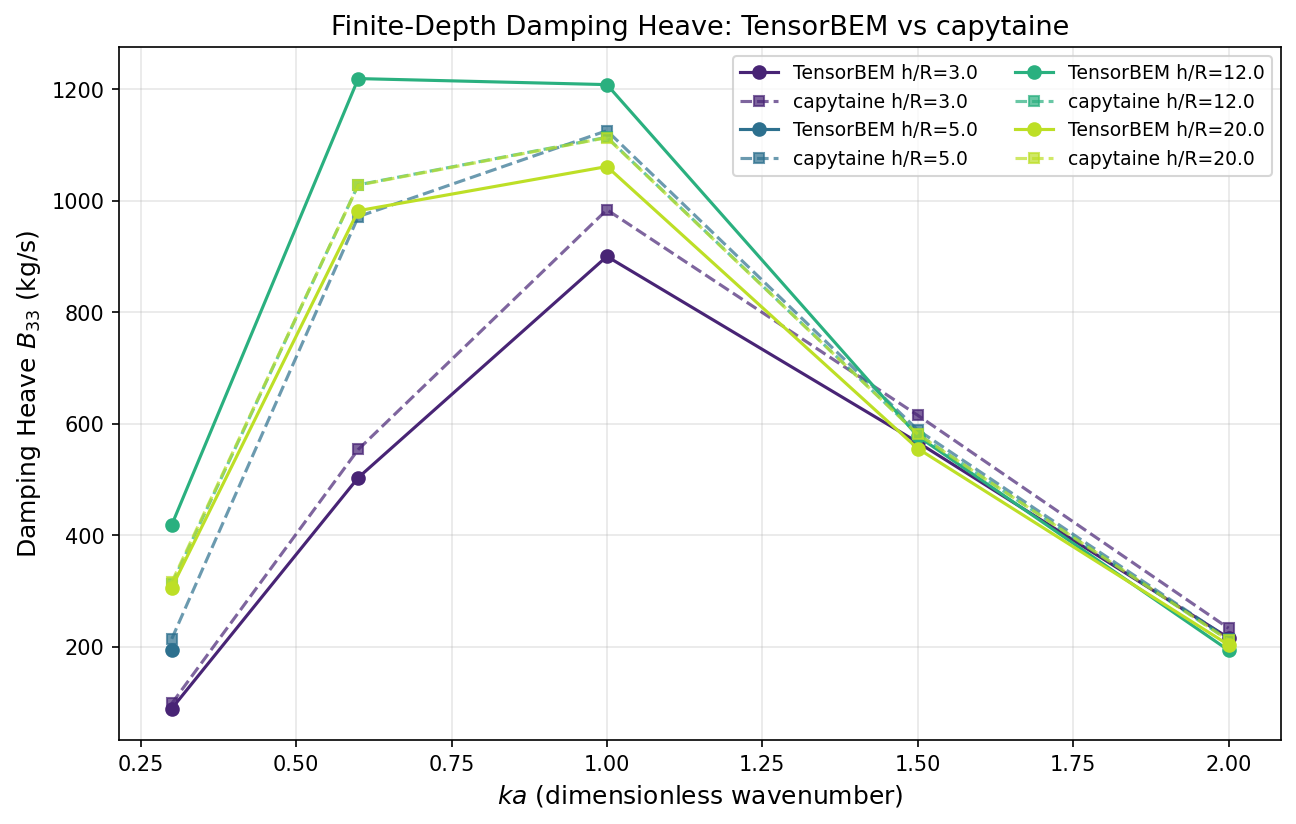 Finite-Depth Damping Heave: TensorBEM vs capytaine
TensorBEM h/R=3.0
capytaine h/R=3.0
TensorBEM h/R=5.0
capytaine h/R=5.0
TensorBEM h/R=12.0
capytaine h/R=12.0
TensorBEM h/R=20.0
capytaine h/R=20.0
Damping Heave B₃₃ (kg/s)
1200
1000
800
600
400
200
0.25 0.50 0.75 1.00 1.25 1.50 1.75 2.00
ka (dimensionless wavenumber)